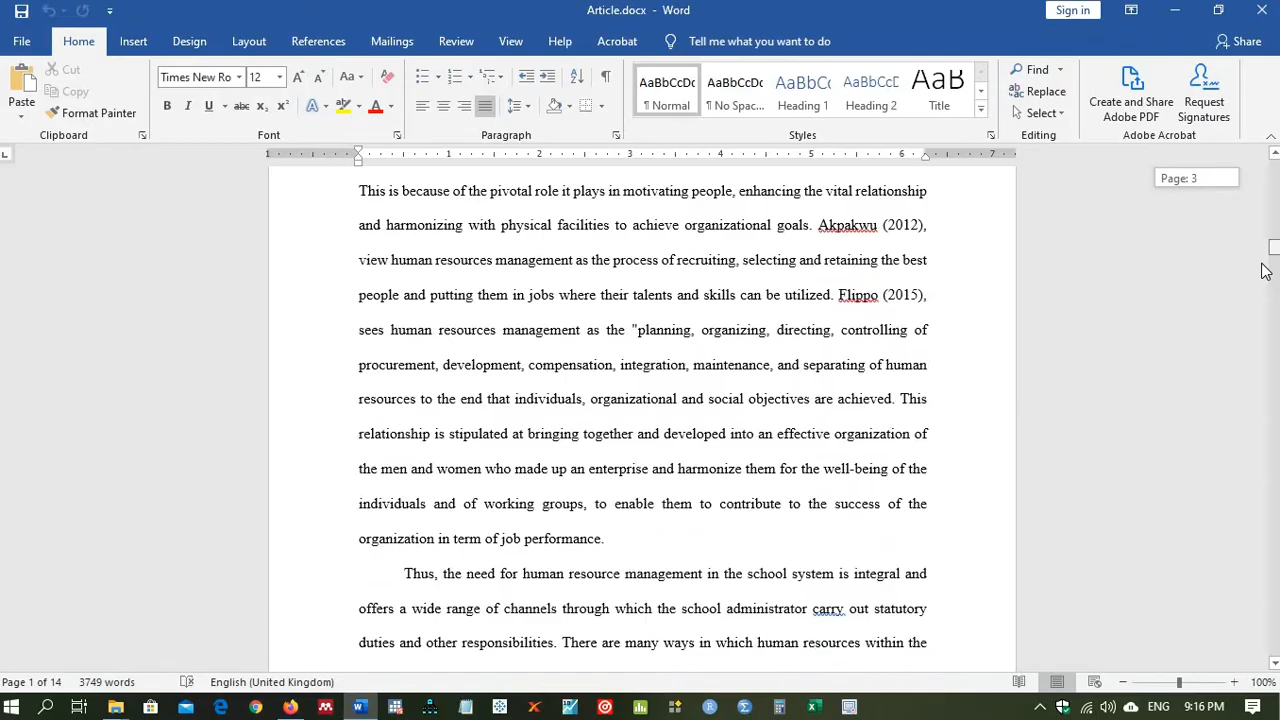 Article.docx - Word
Sign in
File Home Insert Design Layout References Mailings Review View Help Acrobat Tell me what you want to do Share
Cut
Copy
Paste
Format Painter
Clipboard
Times New Ro 12
Font
Paragraph
AaBbCcDc AaBbCcDc AaBbCc AaBbCcC AaB
¶ Normal ¶ No Spac... Heading 1 Heading 2 Title
Styles
Find
Replace
Select
Editing
Create and Share Adobe PDF
Request Signatures
Adobe Acrobat
1 1 2 3 4 5 6 7
Page: 3
This is because of the pivotal role it plays in motivating people, enhancing the vital relationship
and harmonizing with physical facilities to achieve organizational goals. Akpakwu (2012),
view human resources management as the process of recruiting, selecting and retaining the best
people and putting them in jobs where their talents and skills can be utilized. Flippo (2015),
sees human resources management as the "planning, organizing, directing, controlling of
procurement, development, compensation, integration, maintenance, and separating of human
resources to the end that individuals, organizational and social objectives are achieved. This
relationship is stipulated at bringing together and developed into an effective organization of
the men and women who made up an enterprise and harmonize them for the well-being of the
individuals and of working groups, to enable them to contribute to the success of the
organization in term of job performance.
Thus, the need for human resource management in the school system is integral and
offers a wide range of channels through which the school administrator carry out statutory
duties and other responsibilities. There are many ways in which human resources within the
Page 1 of 14 3749 words English (United Kingdom) 100%
ENG 9:16 PM